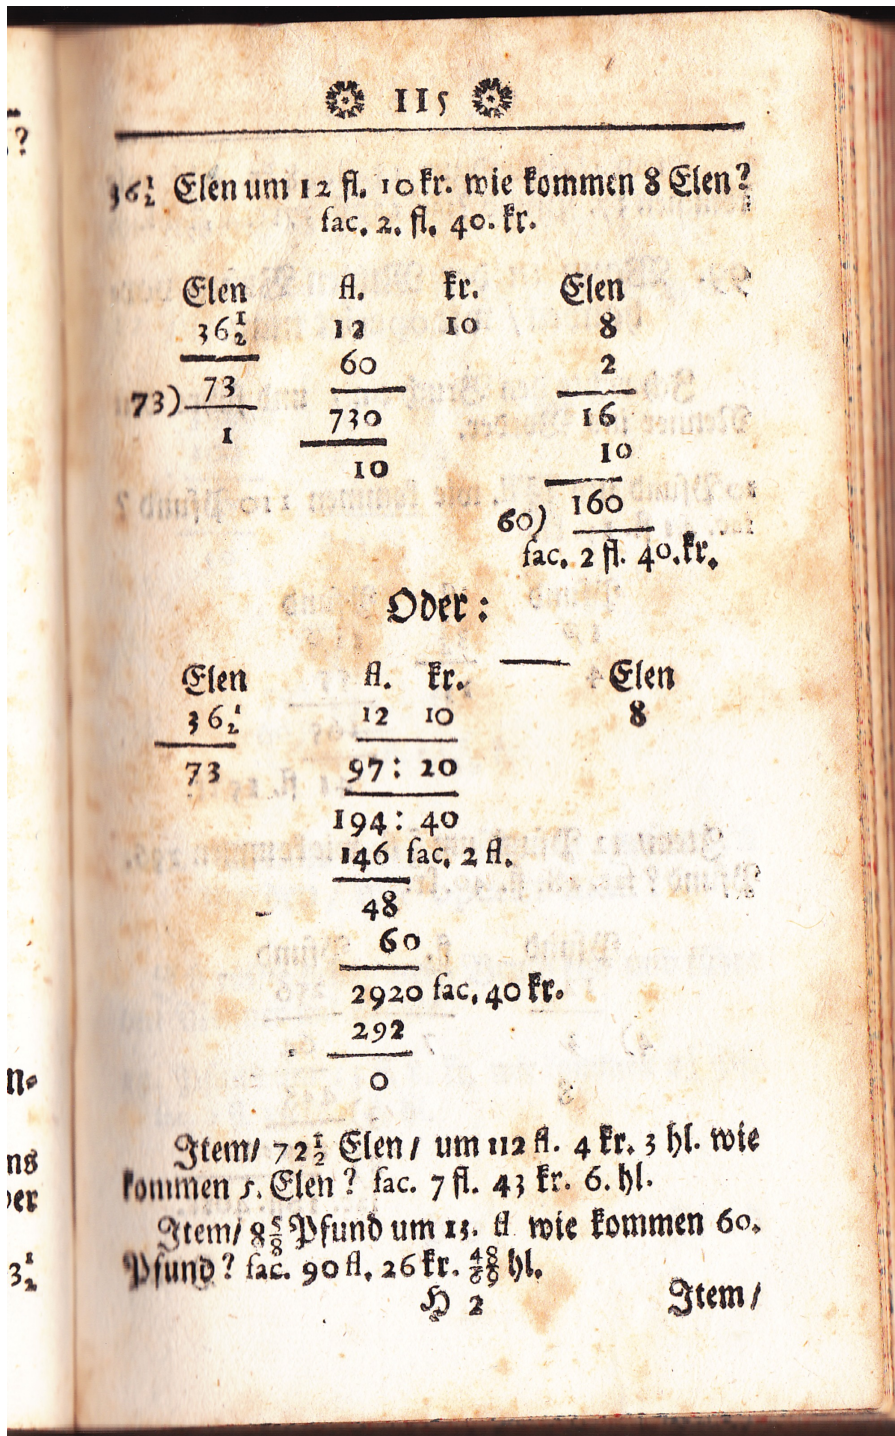 115
36½ Elen um 12 fl. 10 kr. wie kommen 8 Elen?
fac. 2. fl. 40. kr.
Elen fl. kr. Elen
36½ 12 10 8
60 2
73) 73 730 16
1 10 10
60) 160
fac. 2 fl. 40. kr.
Oder:
Elen fl. kr. — Elen
36½ 12 10 8
73 97: 20
194: 40
146 fac. 2 fl.
48
60
2920 fac. 40 kr.
292
0
Item/ 72½ Elen/ um 112 fl. 4 kr. 3 hl. wie
kommen 5. Elen? fac. 7 fl. 43 kr. 6. hl.
Item/ 8⅝ Pfund um 13. fl wie kommen 60.
Pfund? fac. 90 fl. 26 kr. 48/69 hl.
H 2 Item/
?
n⸗
ns
er
3½